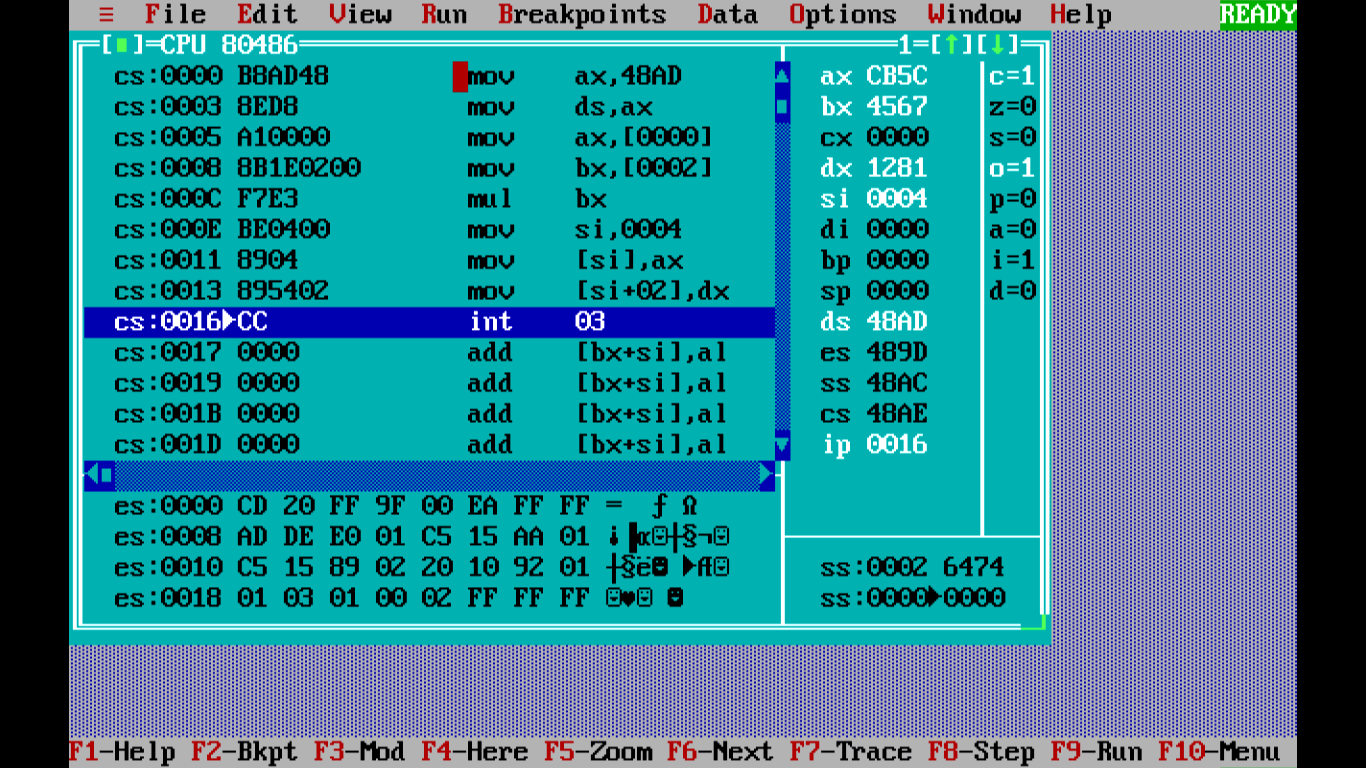 ≡ File Edit View Run Breakpoints Data Options Window Help READY
[■]=CPU 80486 1=[↑][↓]
cs:0000 B8AD48 mov ax,48AD ax CB5C c=1
cs:0003 8ED8 mov ds,ax bx 4567 z=0
cs:0005 A10000 mov ax,[0000] cx 0000 s=0
cs:0008 8B1E0200 mov bx,[0002] dx 1281 o=1
cs:000C F7E3 mul bx si 0004 p=0
cs:000E BE0400 mov si,0004 di 0000 a=0
cs:0011 8904 mov [si],ax bp 0000 i=1
cs:0013 895402 mov [si+02],dx sp 0000 d=0
cs:0016►CC int 03 ds 48AD
cs:0017 0000 add [bx+si],al es 489D
cs:0019 0000 add [bx+si],al ss 48AC
cs:001B 0000 add [bx+si],al cs 48AE
cs:001D 0000 add [bx+si],al ip 0016
es:0000 CD 20 FF 9F 00 EA FF FF = ƒ Ω
es:0008 AD DE E0 01 C5 15 AA 01 ¡▐α☺┼§¬☺
es:0010 C5 15 89 02 20 10 92 01 ┼§ë☻ ►Æ☺ ss:0002 6474
es:0018 01 03 01 00 02 FF FF FF ☺♥☺ ☻ ss:0000►0000
F1-Help F2-Bkpt F3-Mod F4-Here F5-Zoom F6-Next F7-Trace F8-Step F9-Run F10-Menu